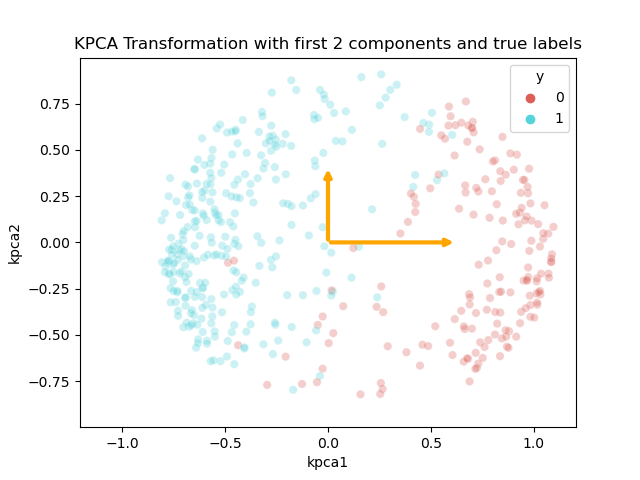 KPCA Transformation with first 2 components and true labels
y
0
1
0.75
0.50
0.25
0.00
−0.25
−0.50
−0.75
kpca2
−1.0 −0.5 0.0 0.5 1.0
kpca1